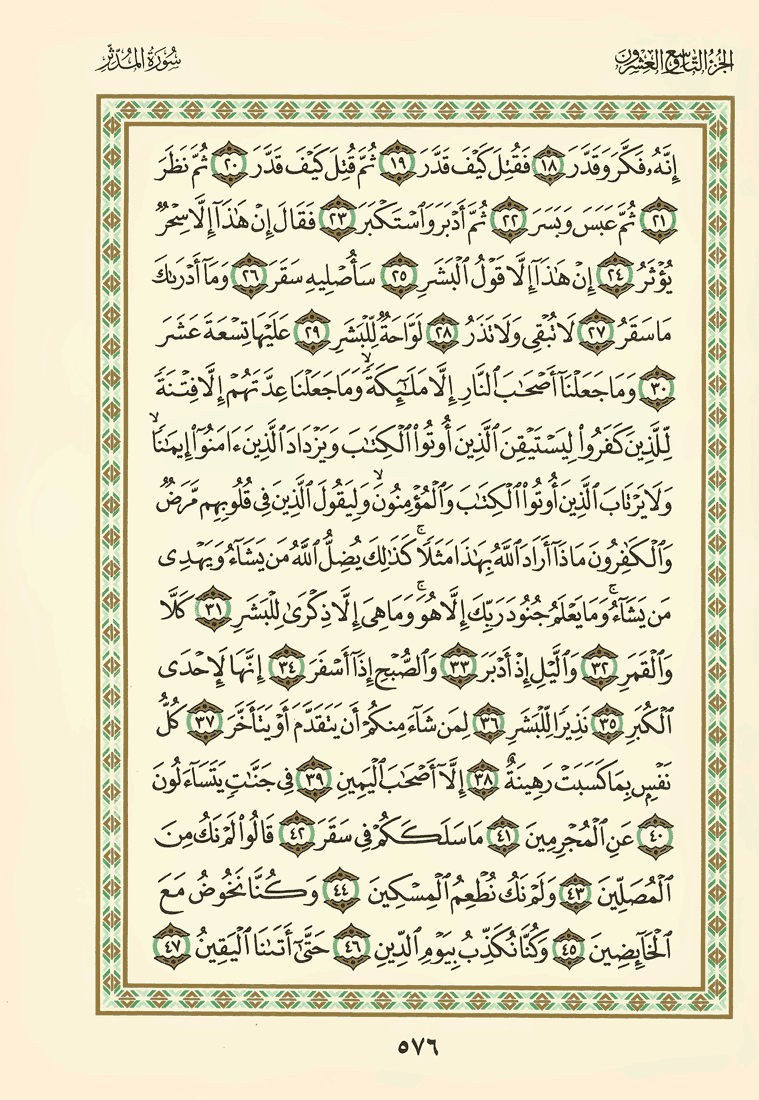 الجزء التاسع والعشرون
سورة المدثر
إِنَّهُۥ فَكَّرَ وَقَدَّرَ ١٨ فَقُتِلَ كَيۡفَ قَدَّرَ ١٩ ثُمَّ قُتِلَ كَيۡفَ قَدَّرَ ٢٠ ثُمَّ نَظَرَ
٢١ ثُمَّ عَبَسَ وَبَسَرَ ٢٢ ثُمَّ أَدۡبَرَ وَٱسۡتَكۡبَرَ ٢٣ فَقَالَ إِنۡ هَٰذَآ إِلَّا سِحۡرٞ
يُؤۡثَرُ ٢٤ إِنۡ هَٰذَآ إِلَّا قَوۡلُ ٱلۡبَشَرِ ٢٥ سَأُصۡلِيهِ سَقَرَ ٢٦ وَمَآ أَدۡرَىٰكَ
مَا سَقَرُ ٢٧ لَا تُبۡقِي وَلَا تَذَرُ ٢٨ لَوَّاحَةٞ لِّلۡبَشَرِ ٢٩ عَلَيۡهَا تِسۡعَةَ عَشَرَ
٣٠ وَمَا جَعَلۡنَآ أَصۡحَٰبَ ٱلنَّارِ إِلَّا مَلَٰٓئِكَةٗۖ وَمَا جَعَلۡنَا عِدَّتَهُمۡ إِلَّا فِتۡنَةٗ
لِّلَّذِينَ كَفَرُواْ لِيَسۡتَيۡقِنَ ٱلَّذِينَ أُوتُواْ ٱلۡكِتَٰبَ وَيَزۡدَادَ ٱلَّذِينَ ءَامَنُوٓاْ إِيمَٰنٗاۙ
وَلَا يَرۡتَابَ ٱلَّذِينَ أُوتُواْ ٱلۡكِتَٰبَ وَٱلۡمُؤۡمِنُونَۙ وَلِيَقُولَ ٱلَّذِينَ فِي قُلُوبِهِم مَّرَضٞ
وَٱلۡكَٰفِرُونَ مَاذَآ أَرَادَ ٱللَّهُ بِهَٰذَا مَثَلٗاۚ كَذَٰلِكَ يُضِلُّ ٱللَّهُ مَن يَشَآءُ وَيَهۡدِي
مَن يَشَآءُۚ وَمَا يَعۡلَمُ جُنُودَ رَبِّكَ إِلَّا هُوَۚ وَمَا هِيَ إِلَّا ذِكۡرَىٰ لِلۡبَشَرِ ٣١ كَلَّا
وَٱلۡقَمَرِ ٣٢ وَٱلَّيۡلِ إِذۡ أَدۡبَرَ ٣٣ وَٱلصُّبۡحِ إِذَآ أَسۡفَرَ ٣٤ إِنَّهَا لَإِحۡدَى
ٱلۡكُبَرِ ٣٥ نَذِيرٗا لِّلۡبَشَرِ ٣٦ لِمَن شَآءَ مِنكُمۡ أَن يَتَقَدَّمَ أَوۡ يَتَأَخَّرَ ٣٧ كُلُّ
نَفۡسِۭ بِمَا كَسَبَتۡ رَهِينَةٌ ٣٨ إِلَّآ أَصۡحَٰبَ ٱلۡيَمِينِ ٣٩ فِي جَنَّٰتٖ يَتَسَآءَلُونَ
٤٠ عَنِ ٱلۡمُجۡرِمِينَ ٤١ مَا سَلَكَكُمۡ فِي سَقَرَ ٤٢ قَالُواْ لَمۡ نَكُ مِنَ
ٱلۡمُصَلِّينَ ٤٣ وَلَمۡ نَكُ نُطۡعِمُ ٱلۡمِسۡكِينَ ٤٤ وَكُنَّا نَخُوضُ مَعَ
ٱلۡخَآئِضِينَ ٤٥ وَكُنَّا نُكَذِّبُ بِيَوۡمِ ٱلدِّينِ ٤٦ حَتَّىٰٓ أَتَىٰنَا ٱلۡيَقِينُ ٤٧
٥٧٦